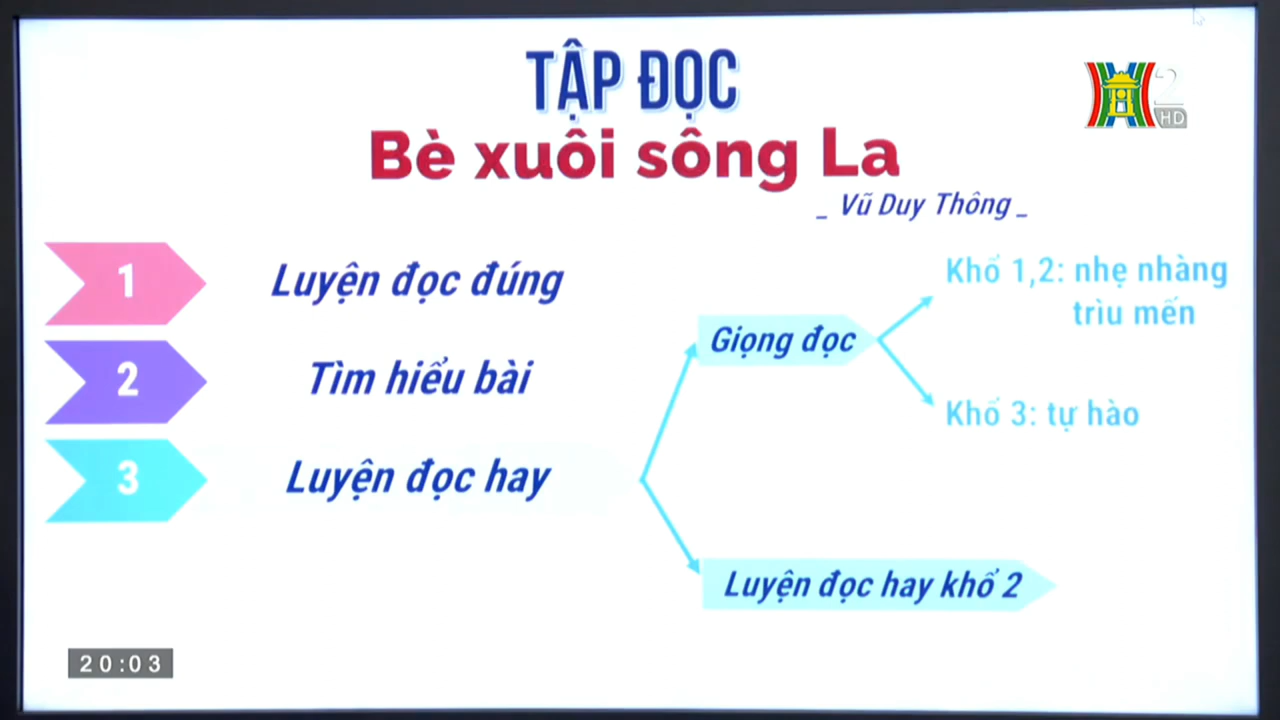 TẬP ĐỌC
Bè xuôi sông La
_ Vũ Duy Thông _
2
HD
1
Luyện đọc đúng
2
Tìm hiểu bài
3
Luyện đọc hay
Giọng đọc
Khổ 1,2: nhẹ nhàng
trìu mến
Khổ 3: tự hào
Luyện đọc hay khổ 2
20:03